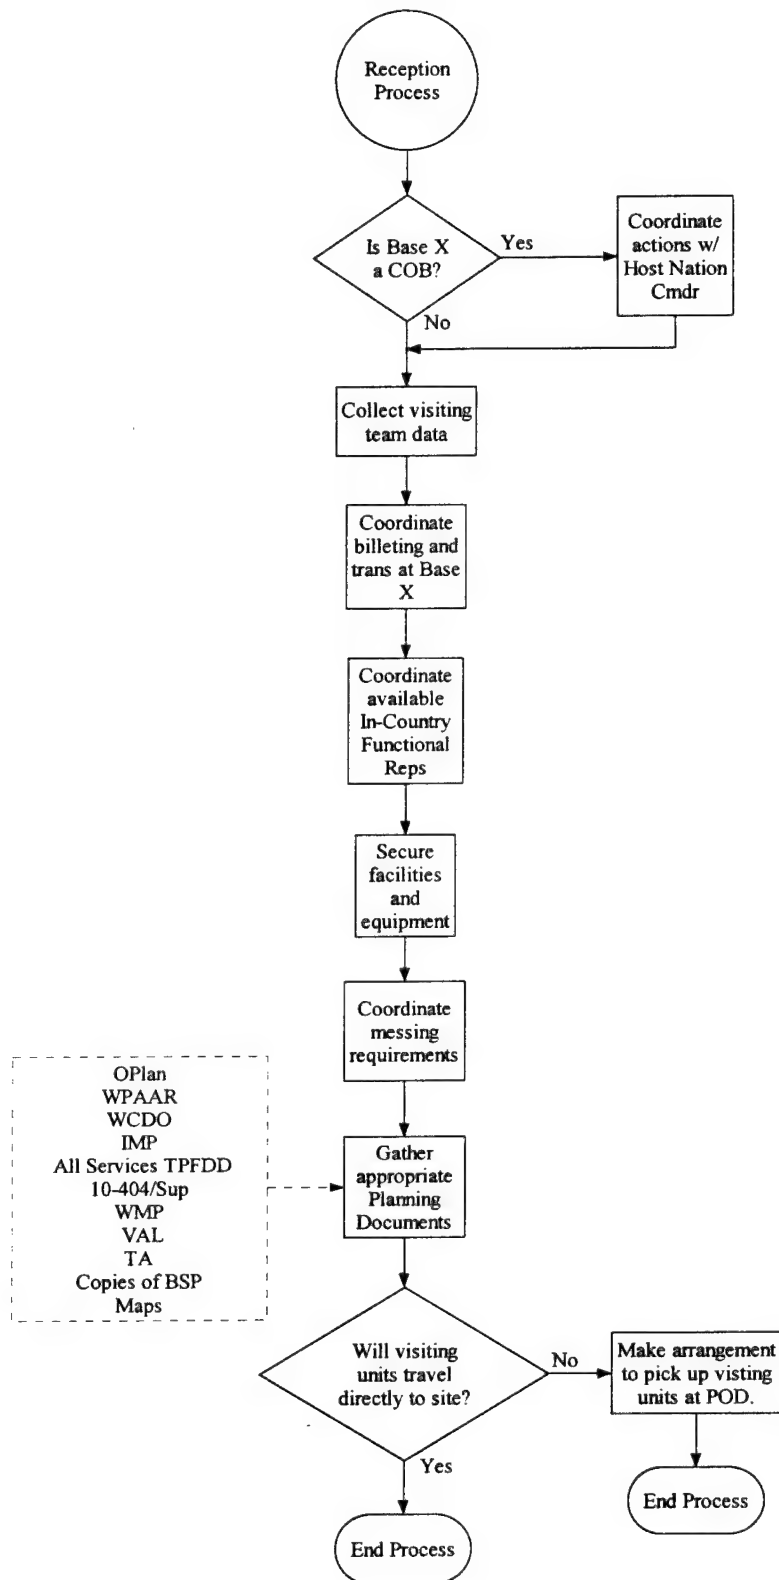 Reception
Process
Is Base X
a COB?
Yes
Coordinate
actions w/
Host Nation
Cmdr
No
Collect visiting
team data
Coordinate
billeting and
trans at Base
X
Coordinate
available
In-Country
Functional
Reps
Secure
facilities
and
equipment
Coordinate
messing
requirements
OPlan
WPAAR
WCDO
IMP
All Services TPFDD
10-404/Sup
WMP
VAL
TA
Copies of BSP
Maps
Gather
appropriate
Planning
Documents
Will visiting
units travel
directly to site?
No
Make arrangement
to pick up visting
units at POD.
Yes
End Process
End Process